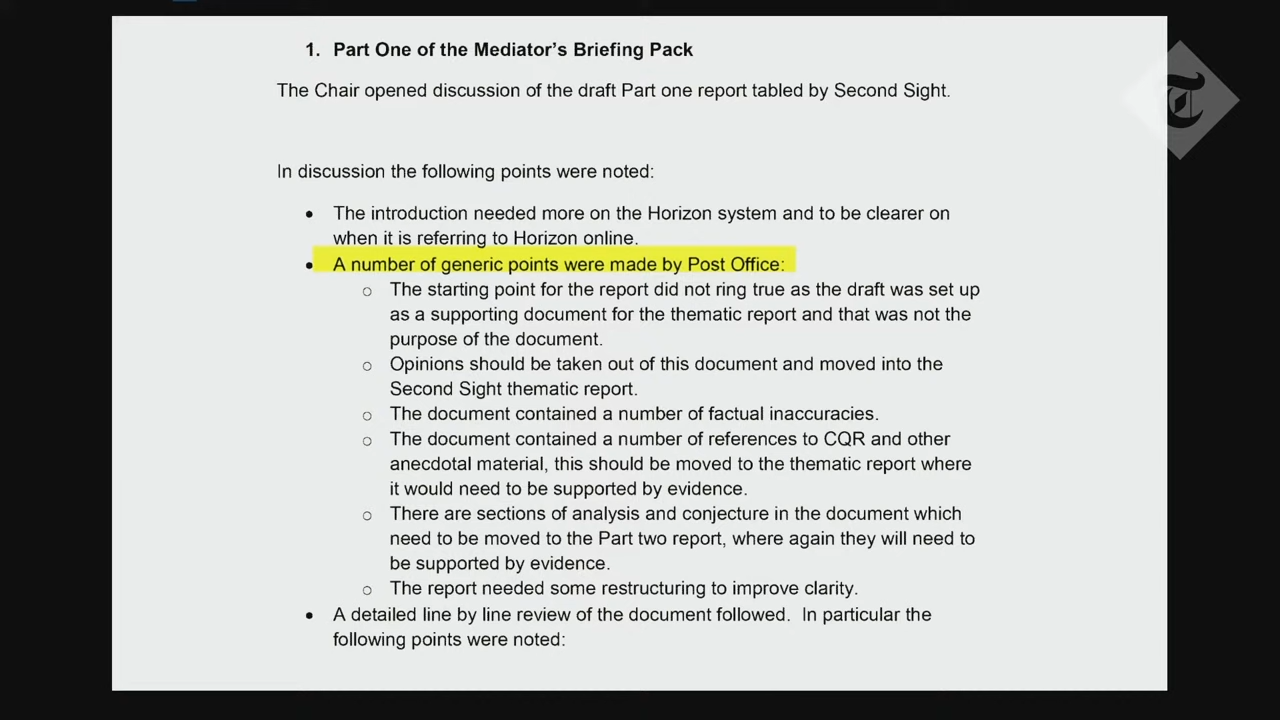 1. Part One of the Mediator's Briefing Pack
The Chair opened discussion of the draft Part one report tabled by Second Sight.
In discussion the following points were noted:
• The introduction needed more on the Horizon system and to be clearer on
when it is referring to Horizon online.
• A number of generic points were made by Post Office:
○ The starting point for the report did not ring true as the draft was set up
as a supporting document for the thematic report and that was not the
purpose of the document.
○ Opinions should be taken out of this document and moved into the
Second Sight thematic report.
○ The document contained a number of factual inaccuracies.
○ The document contained a number of references to CQR and other
anecdotal material, this should be moved to the thematic report where
it would need to be supported by evidence.
○ There are sections of analysis and conjecture in the document which
need to be moved to the Part two report, where again they will need to
be supported by evidence.
○ The report needed some restructuring to improve clarity.
• A detailed line by line review of the document followed.  In particular the
following points were noted:
T